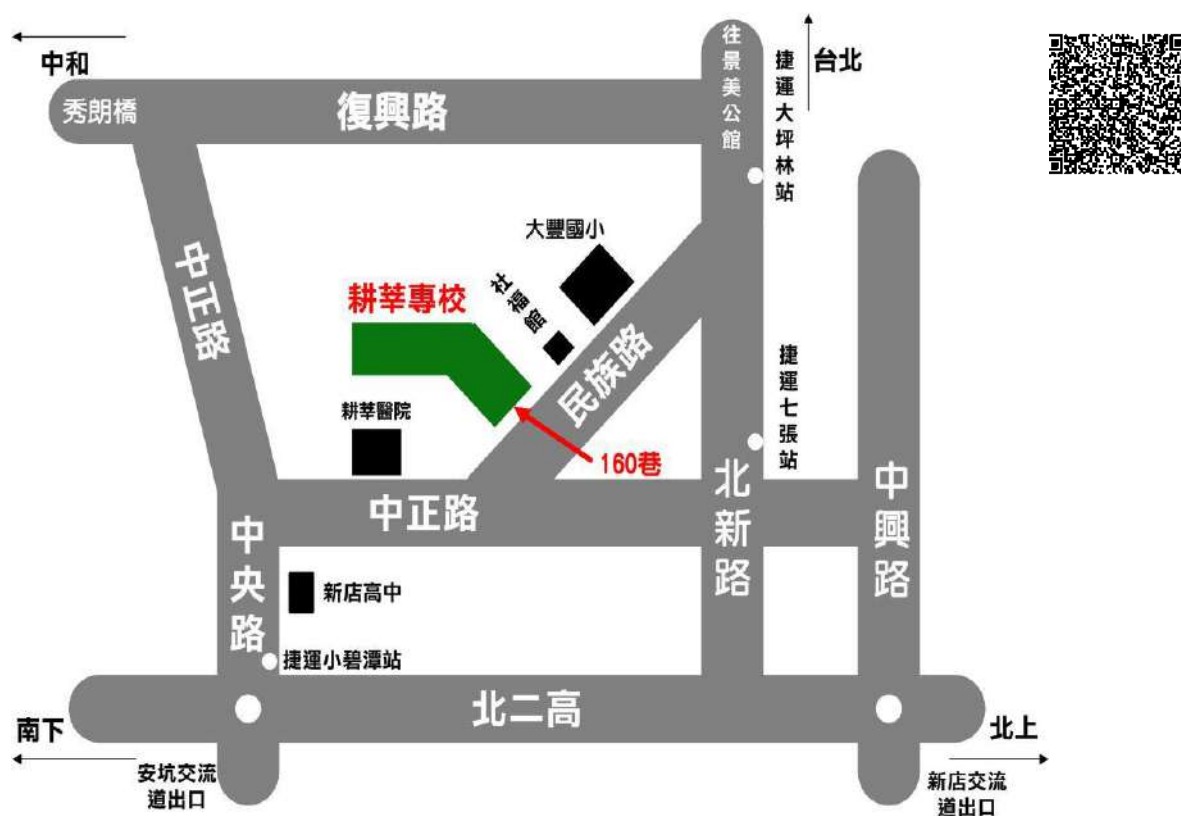 中和
秀朗橋
復興路
往景美公館
台北
捷運大坪林站
中正路
大豐國小
社福館
耕莘專校
民族路
耕莘醫院
160巷
捷運七張站
中正路
北新路
中興路
中央路
新店高中
捷運小碧潭站
北二高
南下
北上
安坑交流
道出口
新店交流
道出口